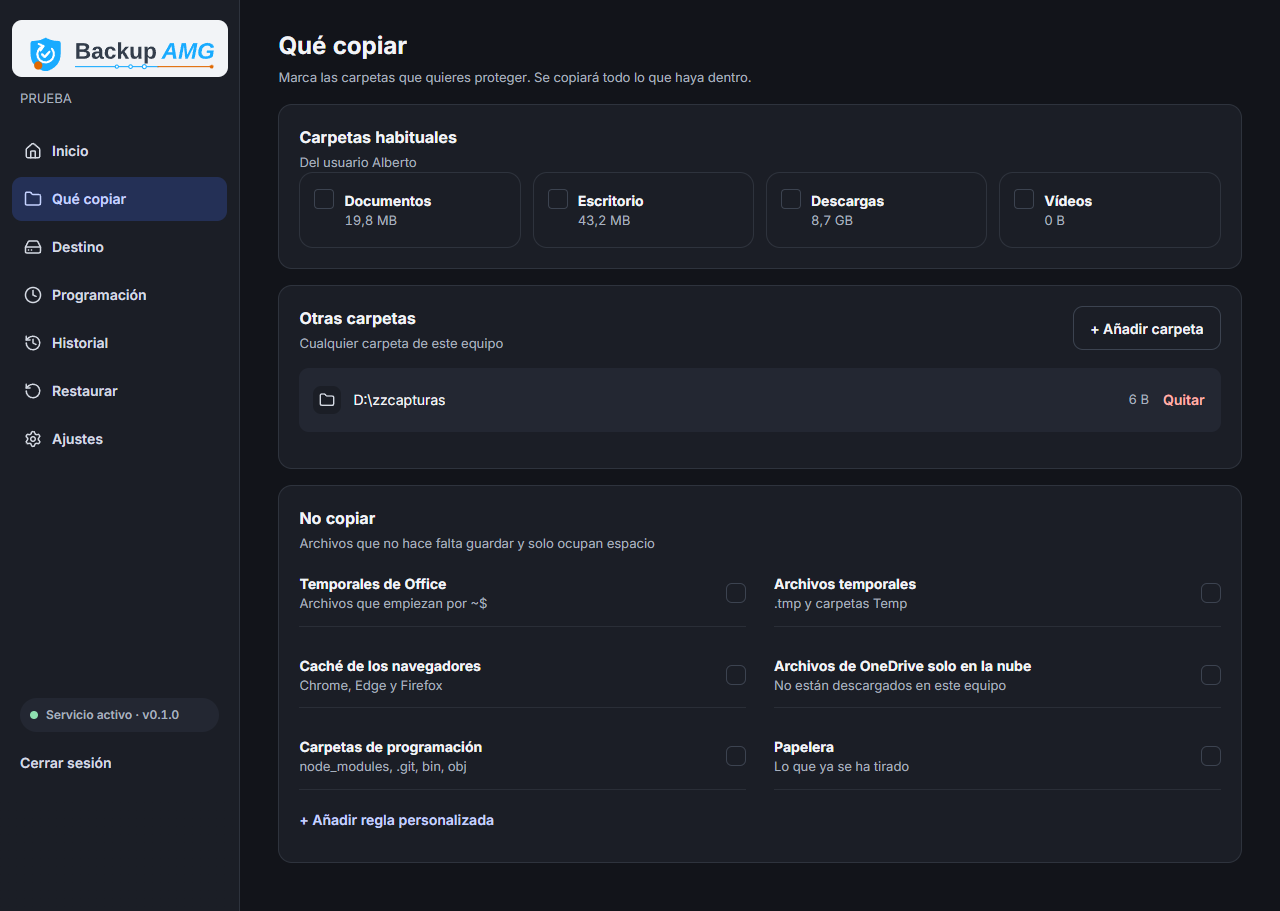 Backup AMG
PRUEBA
Inicio
Qué copiar
Destino
Programación
Historial
Restaurar
Ajustes
Servicio activo · v0.1.0
Cerrar sesión
Qué copiar
Marca las carpetas que quieres proteger. Se copiará todo lo que haya dentro.
Carpetas habituales
Del usuario Alberto
Documentos
19,8 MB
Escritorio
43,2 MB
Descargas
8,7 GB
Vídeos
0 B
Otras carpetas
Cualquier carpeta de este equipo
+ Añadir carpeta
D:\zzcapturas
6 B
Quitar
No copiar
Archivos que no hace falta guardar y solo ocupan espacio
Temporales de Office
Archivos que empiezan por ~$
Archivos temporales
.tmp y carpetas Temp
Caché de los navegadores
Chrome, Edge y Firefox
Archivos de OneDrive solo en la nube
No están descargados en este equipo
Carpetas de programación
node_modules, .git, bin, obj
Papelera
Lo que ya se ha tirado
+ Añadir regla personalizada